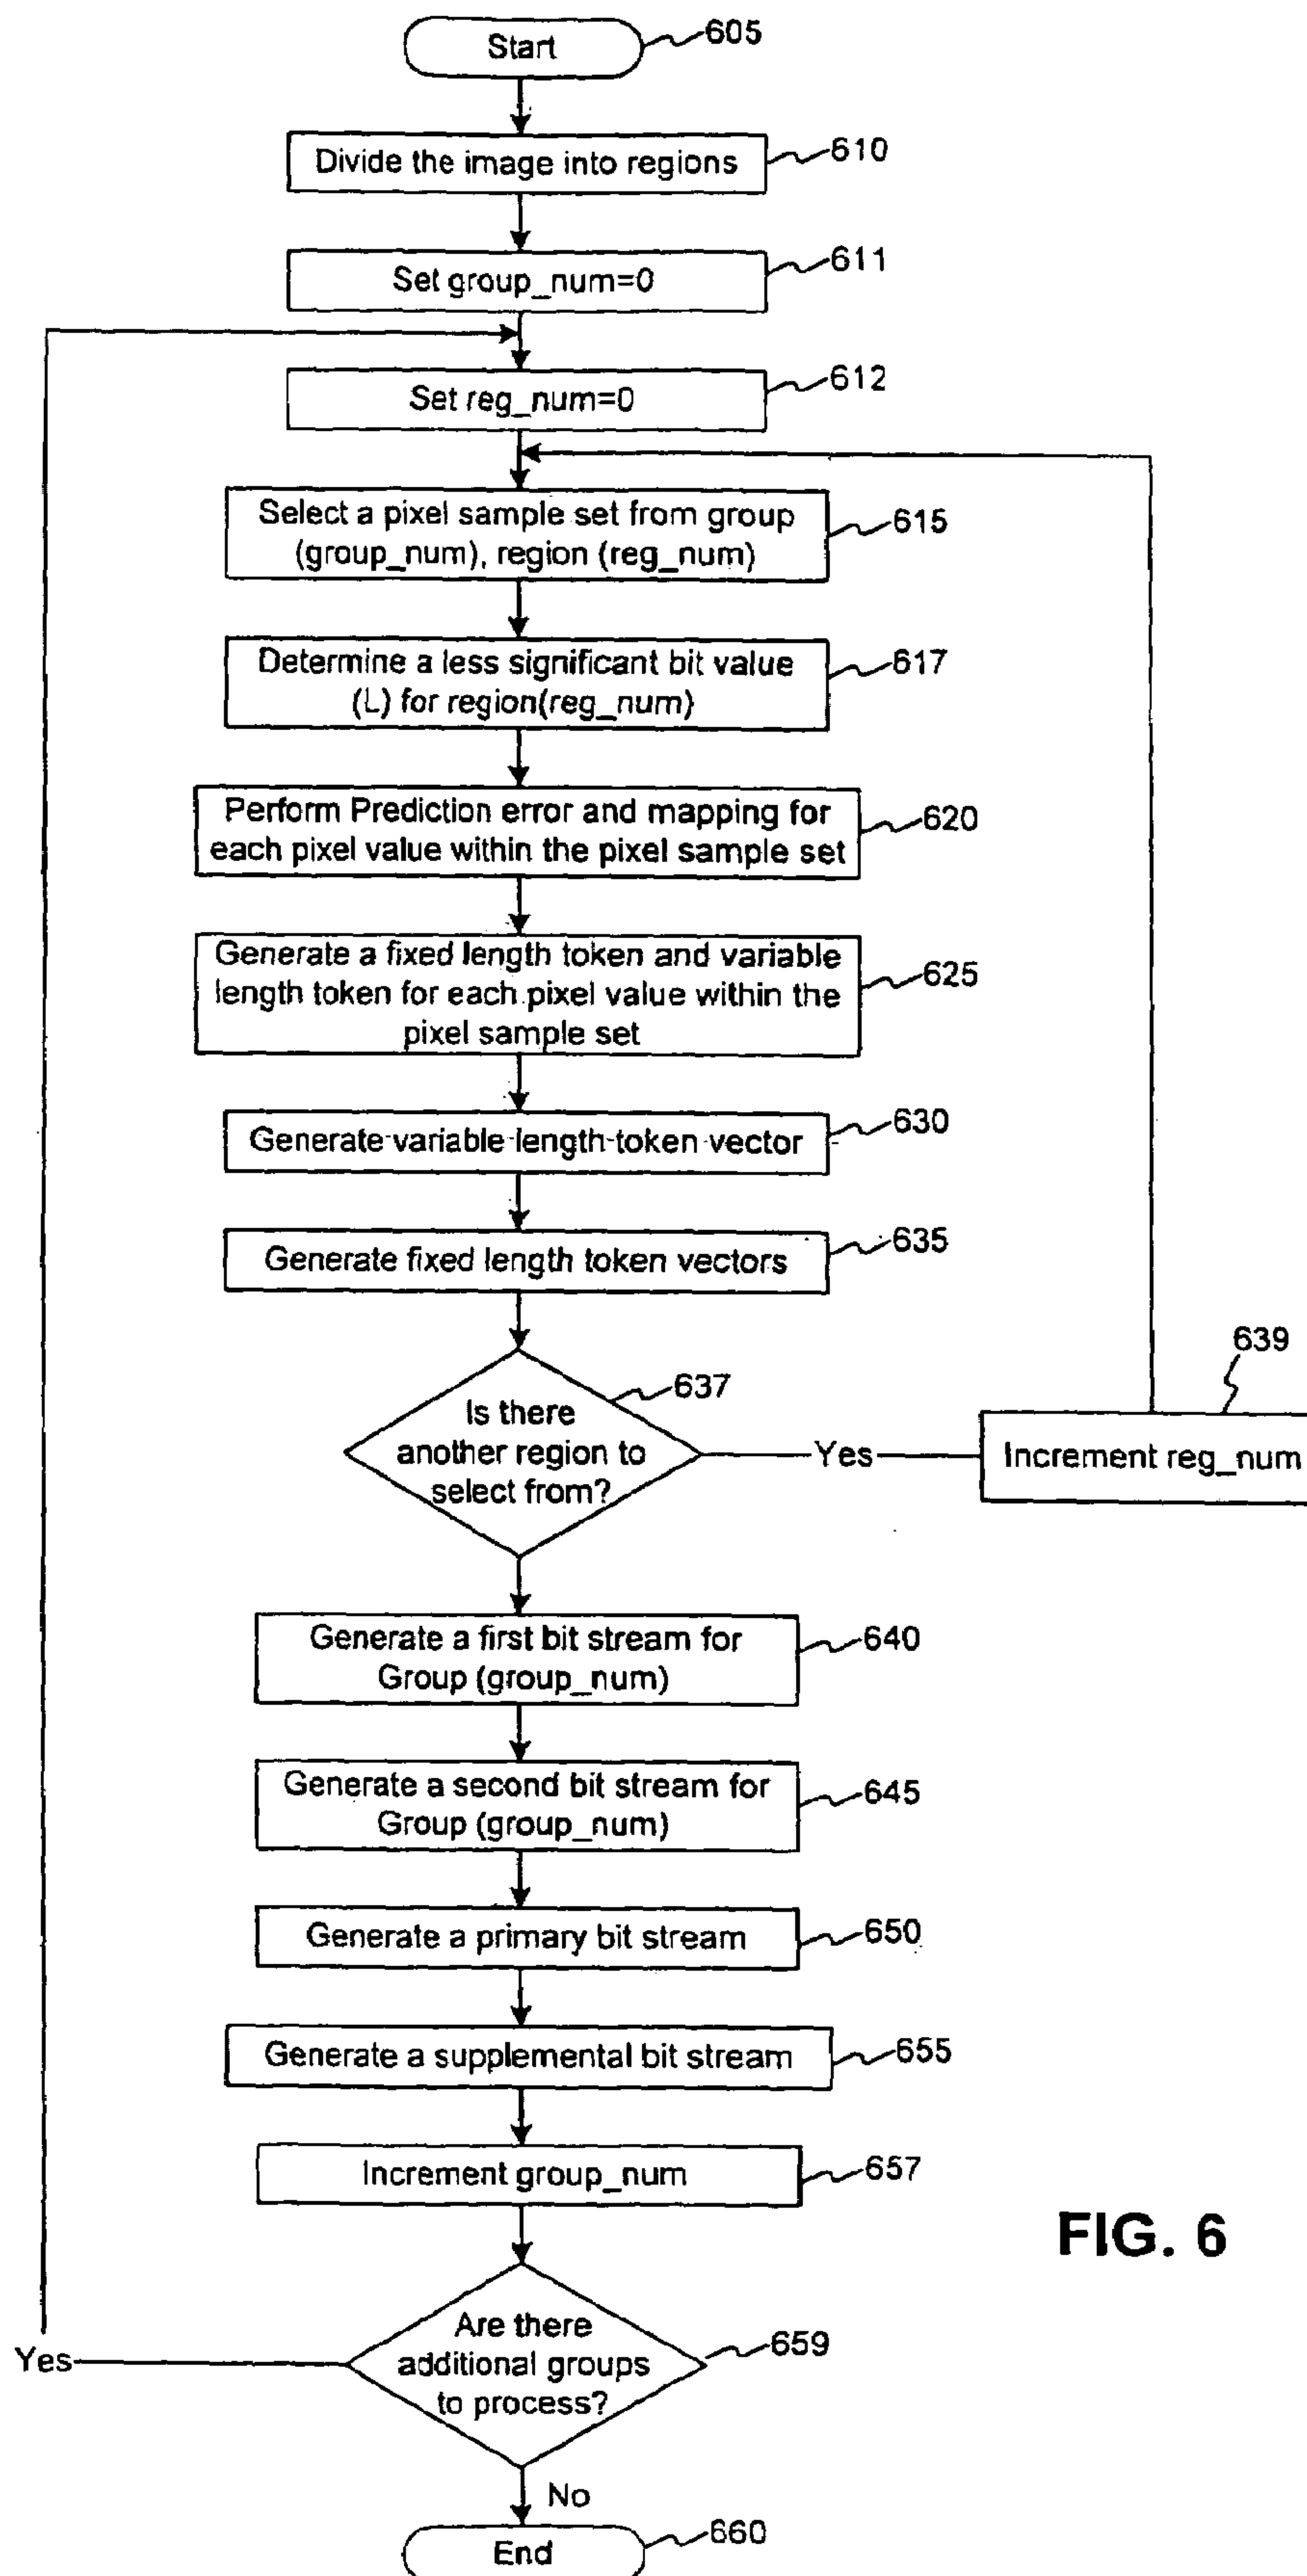 Start
605
Divide the image into regions
610
Set group_num=0
611
Set reg_num=0
612
Select a pixel sample set from group
(group_num), region (reg_num)
615
Determine a less significant bit value
(L) for region(reg_num)
617
Perform Prediction error and mapping for
each pixel value within the pixel sample set
620
Generate a fixed length token and variable
length token for each pixel value within the
pixel sample set
625
Generate variable length token vector
630
Generate fixed length token vectors
635
Is there
another region to
select from?
637
Yes
639
Increment reg_num
Generate a first bit stream for
Group (group_num)
640
Generate a second bit stream for
Group (group_num)
645
Generate a primary bit stream
650
Generate a supplemental bit stream
655
Increment group_num
657
FIG. 6
Are there
additional groups
to process?
659
Yes
No
End
660